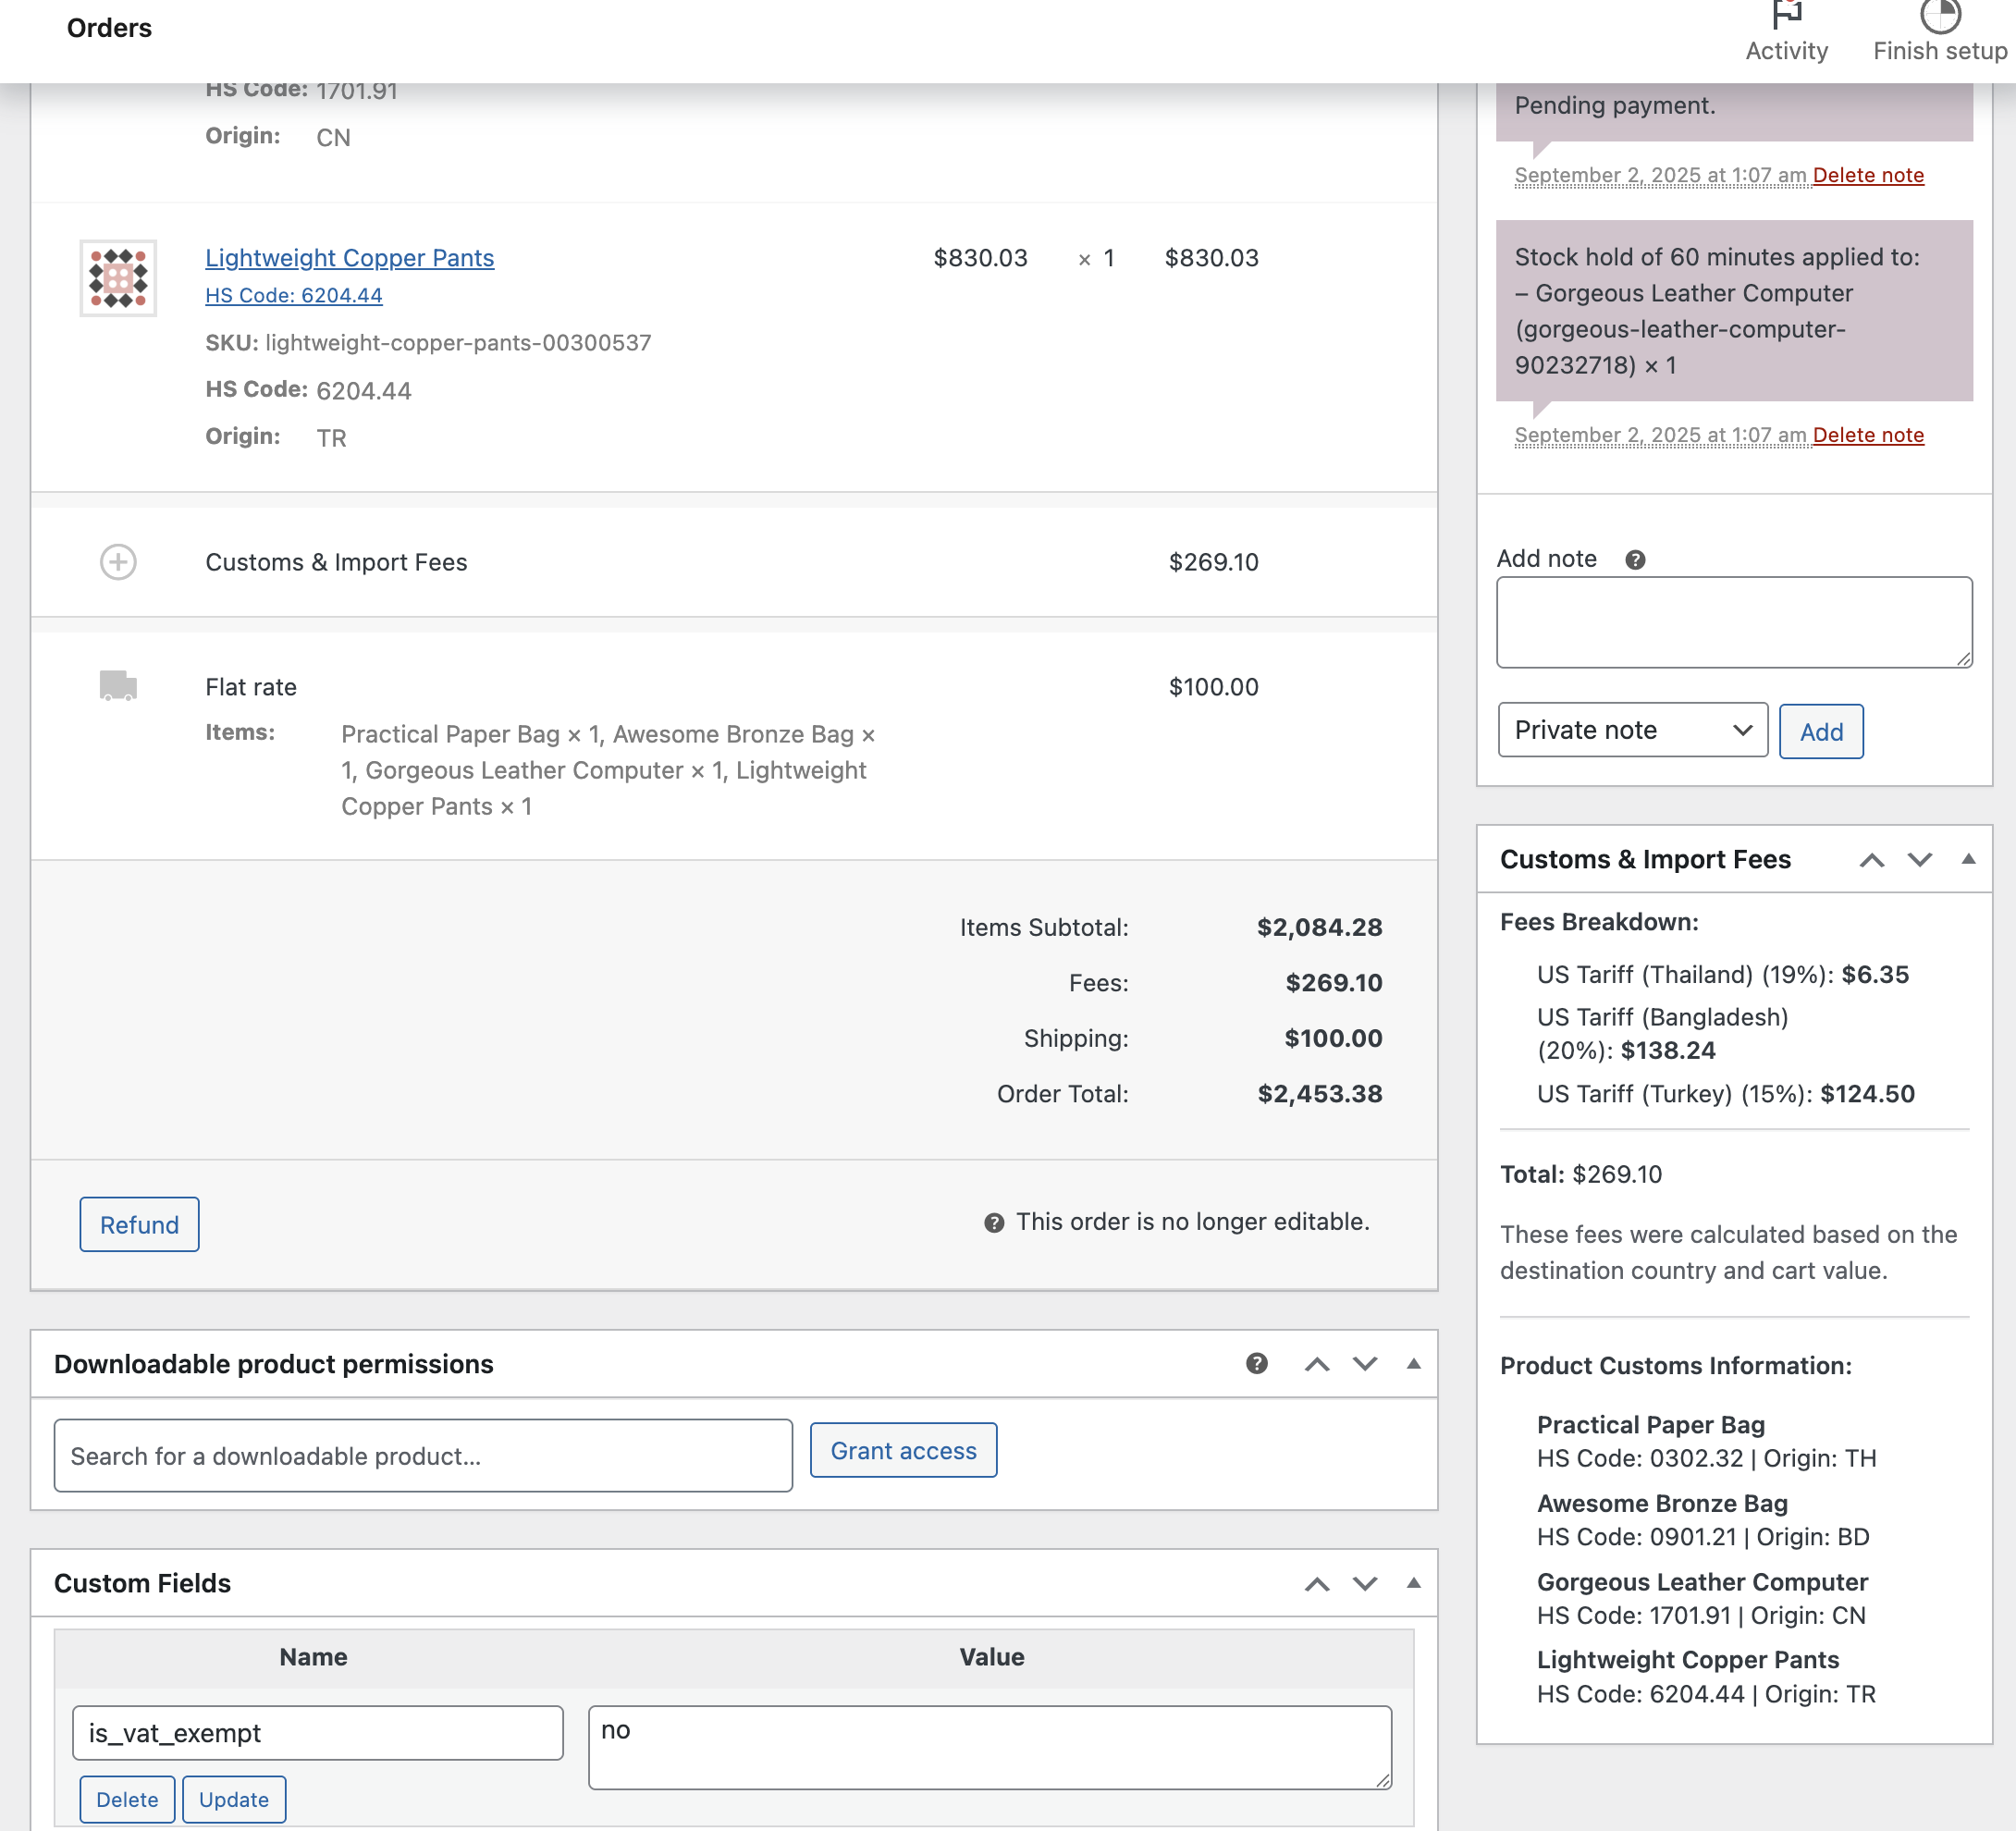 Orders
Activity
Finish setup
HS Code: 1701.91
Origin: CN
Lightweight Copper Pants
$830.03 × 1 $830.03
HS Code: 6204.44
SKU: lightweight-copper-pants-00300537
HS Code: 6204.44
Origin: TR
Customs & Import Fees $269.10
Flat rate $100.00
Items: Practical Paper Bag × 1, Awesome Bronze Bag ×
1, Gorgeous Leather Computer × 1, Lightweight
Copper Pants × 1
Items Subtotal: $2,084.28
Fees: $269.10
Shipping: $100.00
Order Total: $2,453.38
Refund
This order is no longer editable.
Downloadable product permissions
Search for a downloadable product...
Grant access
Custom Fields
Name Value
is_vat_exempt no
Delete Update
Pending payment.
September 2, 2025 at 1:07 am Delete note
Stock hold of 60 minutes applied to:
– Gorgeous Leather Computer
(gorgeous-leather-computer-
90232718) × 1
September 2, 2025 at 1:07 am Delete note
Add note
Private note
Add
Customs & Import Fees
Fees Breakdown:
US Tariff (Thailand) (19%): $6.35
US Tariff (Bangladesh)
(20%): $138.24
US Tariff (Turkey) (15%): $124.50
Total: $269.10
These fees were calculated based on the
destination country and cart value.
Product Customs Information:
Practical Paper Bag
HS Code: 0302.32 | Origin: TH
Awesome Bronze Bag
HS Code: 0901.21 | Origin: BD
Gorgeous Leather Computer
HS Code: 1701.91 | Origin: CN
Lightweight Copper Pants
HS Code: 6204.44 | Origin: TR